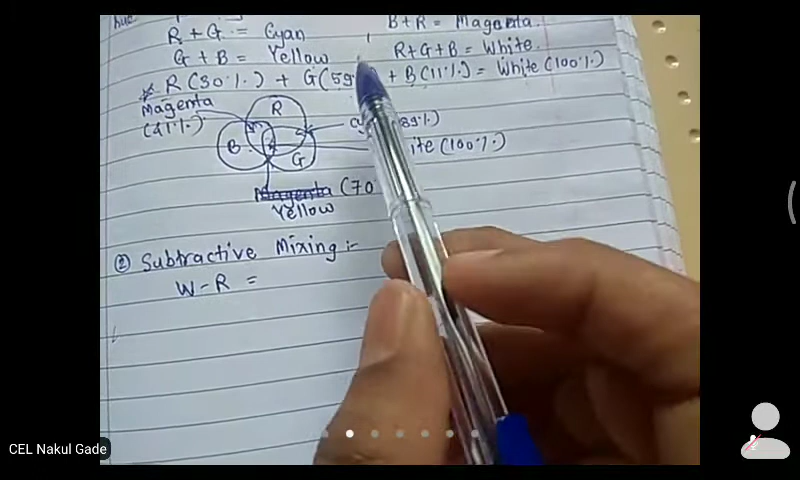 R + G = Cyan
B + R = Magenta.
G + B = Yellow
R+G+B = White.
* R (30%) + G(59 + B (11%) = White (100%)
Magenta
(41%)
R
B
G
(89%)
ite (100%)
Magenta (70
Yellow
② Subtractive Mixing :-
W - R =
CEL Nakul Gade